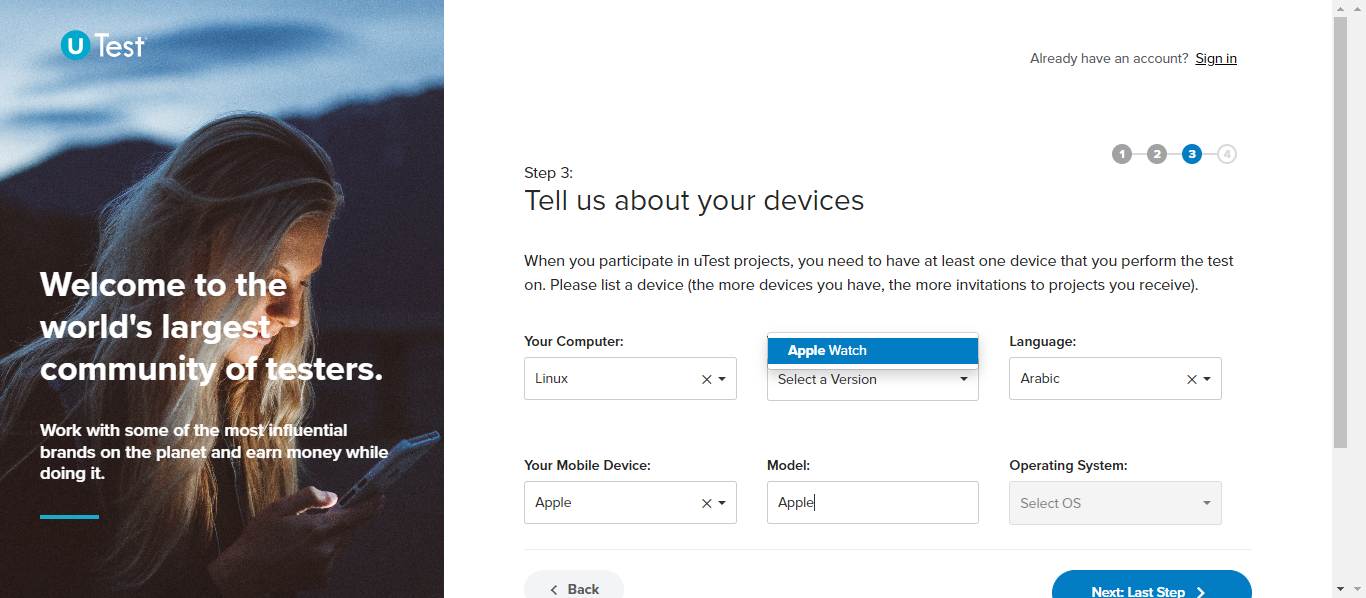 U Test
Already have an account? Sign in
1 2 3 4
Step 3:
Tell us about your devices
When you participate in uTest projects, you need to have at least one device that you perform the test
on. Please list a device (the more devices you have, the more invitations to projects you receive).
Welcome to the
world's largest
community of testers.
Work with some of the most influential
brands on the planet and earn money while
doing it.
Your Computer:
Linux
Apple Watch
Select a Version
Language:
Arabic
Your Mobile Device:
Apple
Model:
Apple
Operating System:
Select OS
Back
Next: Last Step